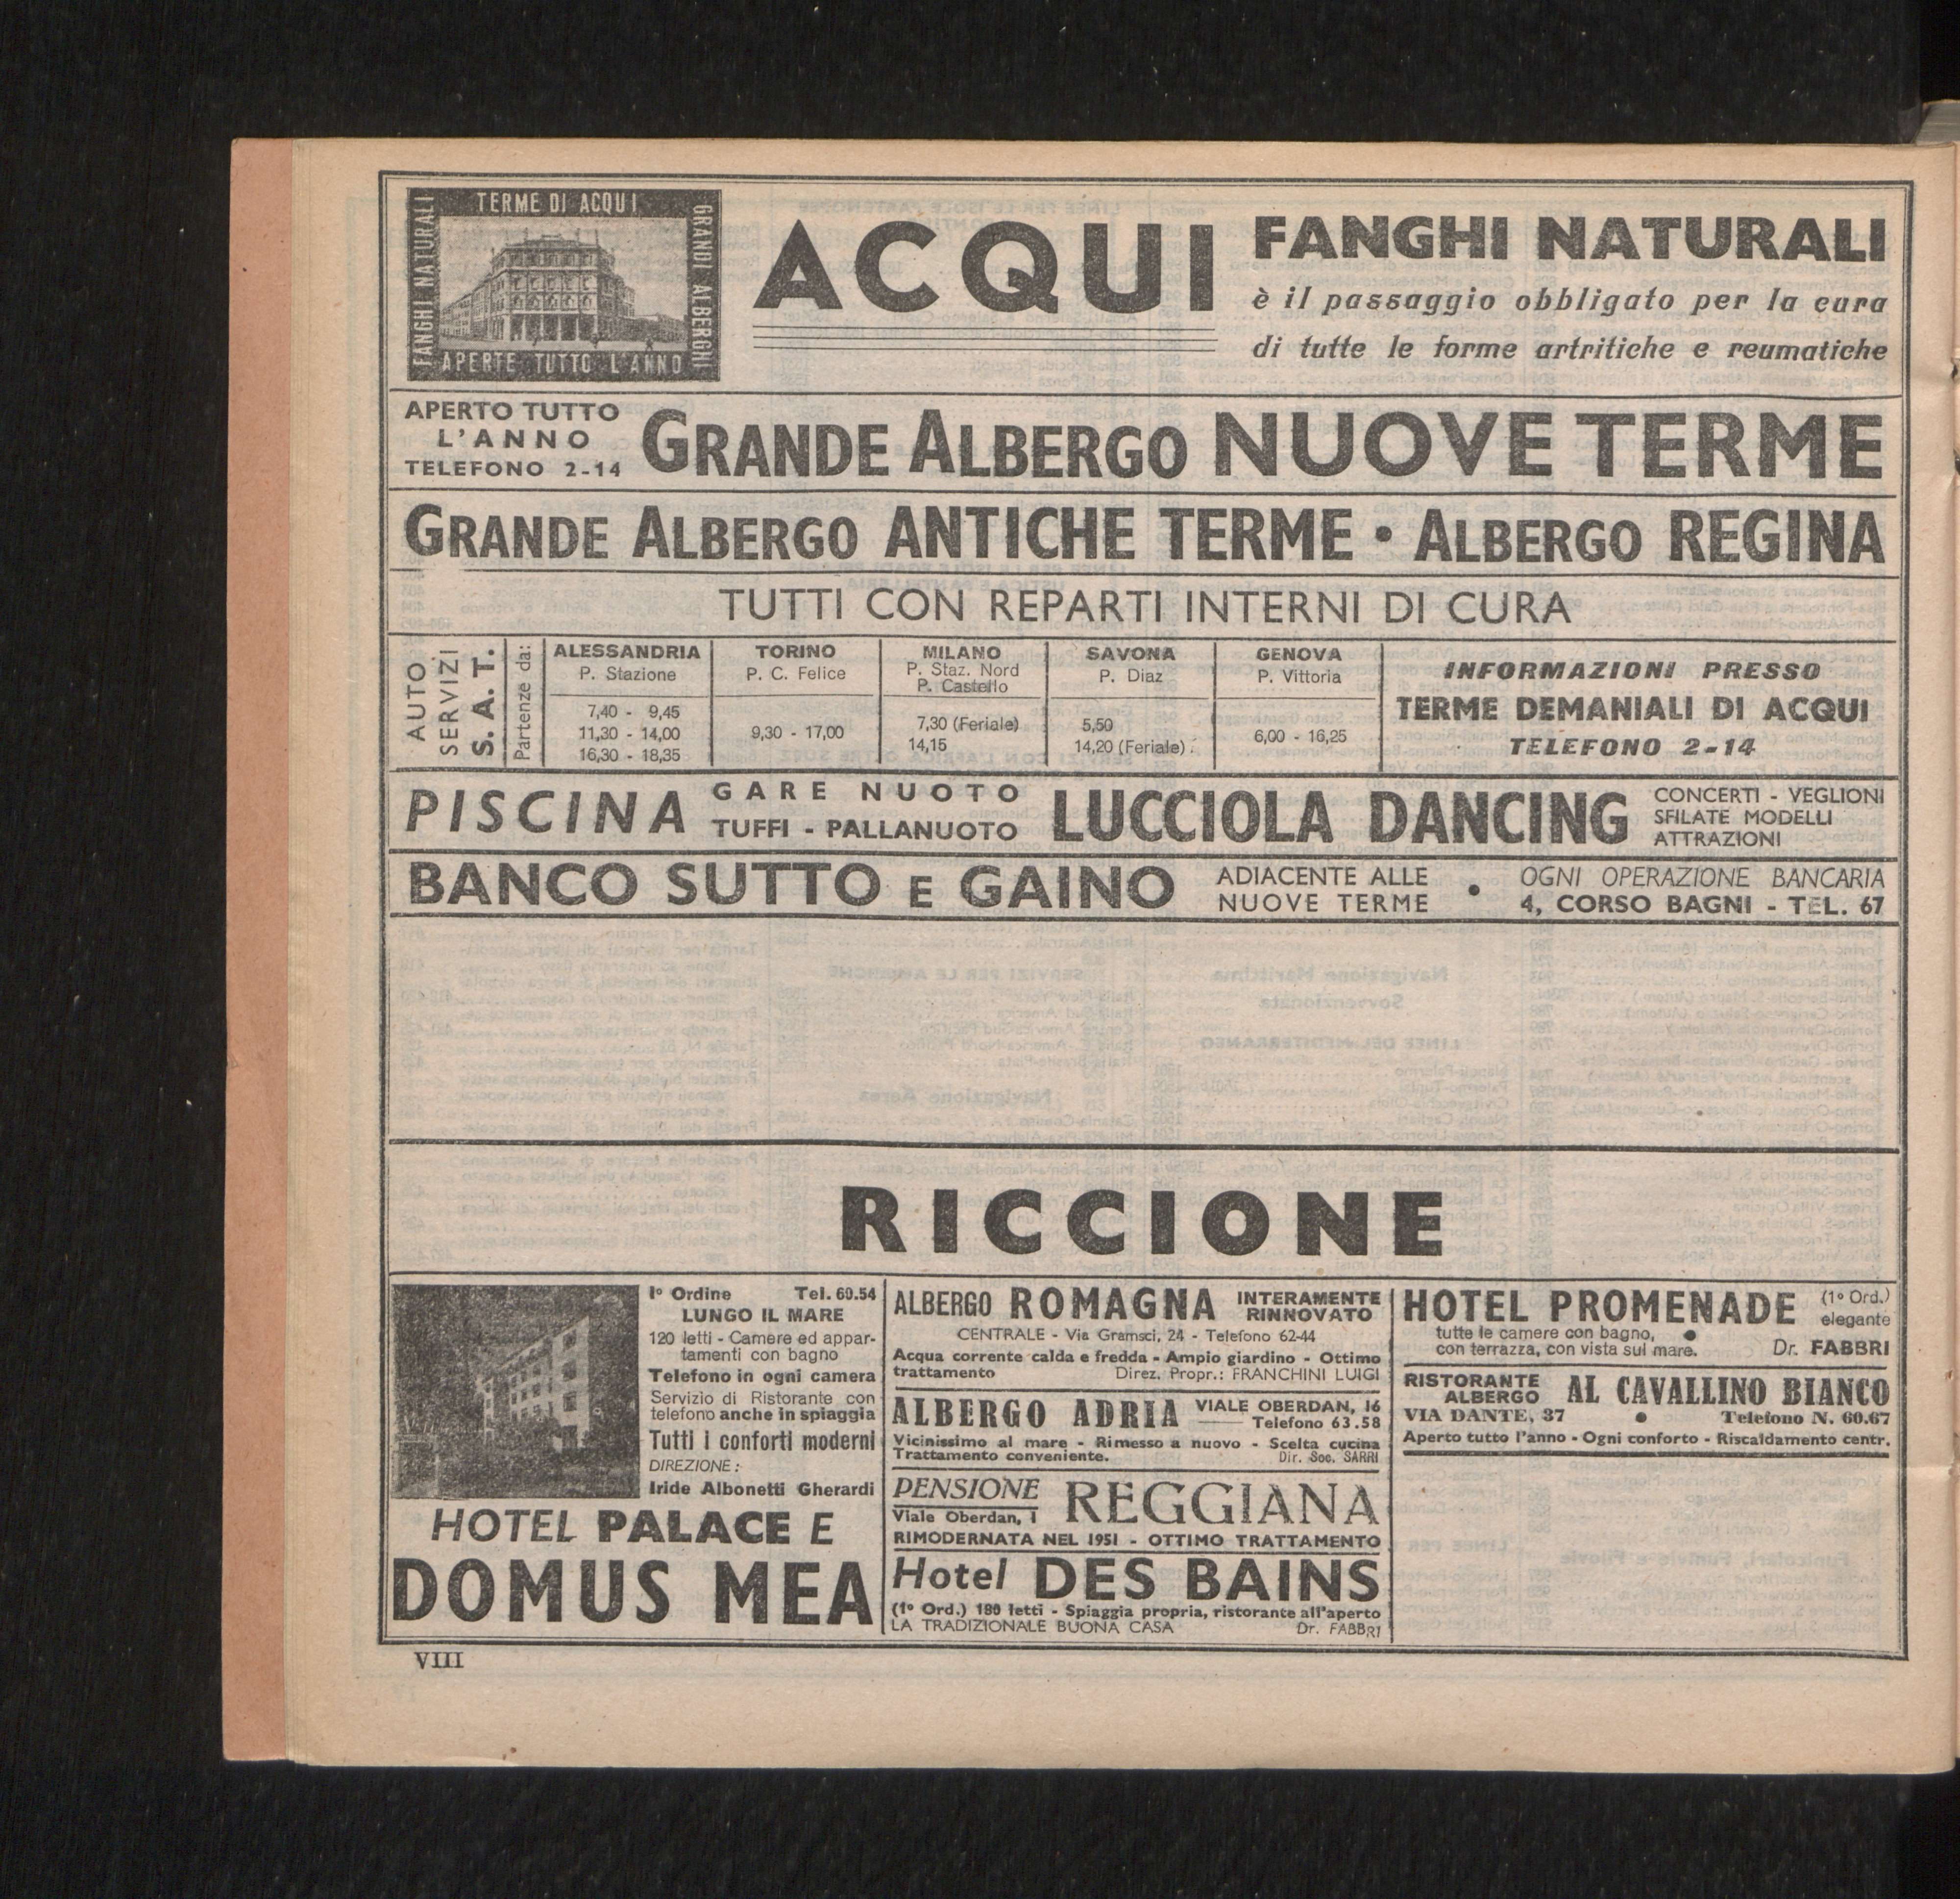 TERME DI ACQUI
FANGHI NATURALI
GRANDI ALBERGHI
APERTE TUTTO L'ANNO
ACQUI
FANGHI NATURALI
è il passaggio obbligato per la cura
di tutte le forme artritiche e reumatiche
APERTO TUTTO
L'ANNO
TELEFONO 2-14
GRANDE ALBERGO NUOVE TERME
GRANDE ALBERGO ANTICHE TERME • ALBERGO REGINA
TUTTI CON REPARTI INTERNI DI CURA
AUTO
SERVIZI
S. A. T.
Partenze da:
ALESSANDRIA
P. Stazione
7,40 - 9,45
11,30 - 14,00
16,30 - 18,35
TORINO
P. C. Felice
9,30 - 17,00
MILANO
P. Staz. Nord
P. Castello
7,30 (Feriale)
14,15
SAVONA
P. Diaz
5,50
14,20 (Feriale)
GENOVA
P. Vittoria
6,00 - 16,25
INFORMAZIONI PRESSO
TERME DEMANIALI DI ACQUI
TELEFONO 2-14
PISCINA
GARE NUOTO
TUFFI - PALLANUOTO
LUCCIOLA DANCING
CONCERTI - VEGLIONI
SFILATE MODELLI
ATTRAZIONI
BANCO SUTTO E GAINO
ADIACENTE ALLE
NUOVE TERME
•
OGNI OPERAZIONE BANCARIA
4, CORSO BAGNI - TEL. 67
RICCIONE
1º Ordine Tel. 60.54
LUNGO IL MARE
120 letti - Camere ed appar-
tamenti con bagno
Telefono in ogni camera
Servizio di Ristorante con
telefono anche in spiaggia
Tutti i conforti moderni
DIREZIONE:
Iride Albonetti Gherardi
HOTEL PALACE E
DOMUS MEA
ALBERGO ROMAGNA INTERAMENTE
RINNOVATO
CENTRALE - Via Gramsci, 24 - Telefono 62-44
Acqua corrente calda e fredda - Ampio giardino - Ottimo
trattamento Direz. Propr.: FRANCHINI LUIGI
ALBERGO ADRIA VIALE OBERDAN, 16
Telefono 63.58
Vicinissimo al mare - Rimesso a nuovo - Scelta cucina
Trattamento conveniente. Dir. Soc. SARRI
PENSIONE REGGIANA
Viale Oberdan, 1
RIMODERNATA NEL 1951 - OTTIMO TRATTAMENTO
Hotel DES BAINS
(1º Ord.) 180 letti - Spiaggia propria, ristorante all'aperto
LA TRADIZIONALE BUONA CASA Dr. FABBRI
HOTEL PROMENADE (1º Ord.)
elegante
tutte le camere con bagno, •
con terrazza, con vista sul mare. Dr. FABBRI
RISTORANTE
ALBERGO AL CAVALLINO BIANCO
VIA DANTE, 37 • Telefono N. 60.67
Aperto tutto l'anno - Ogni conforto - Riscaldamento centr.
VIII